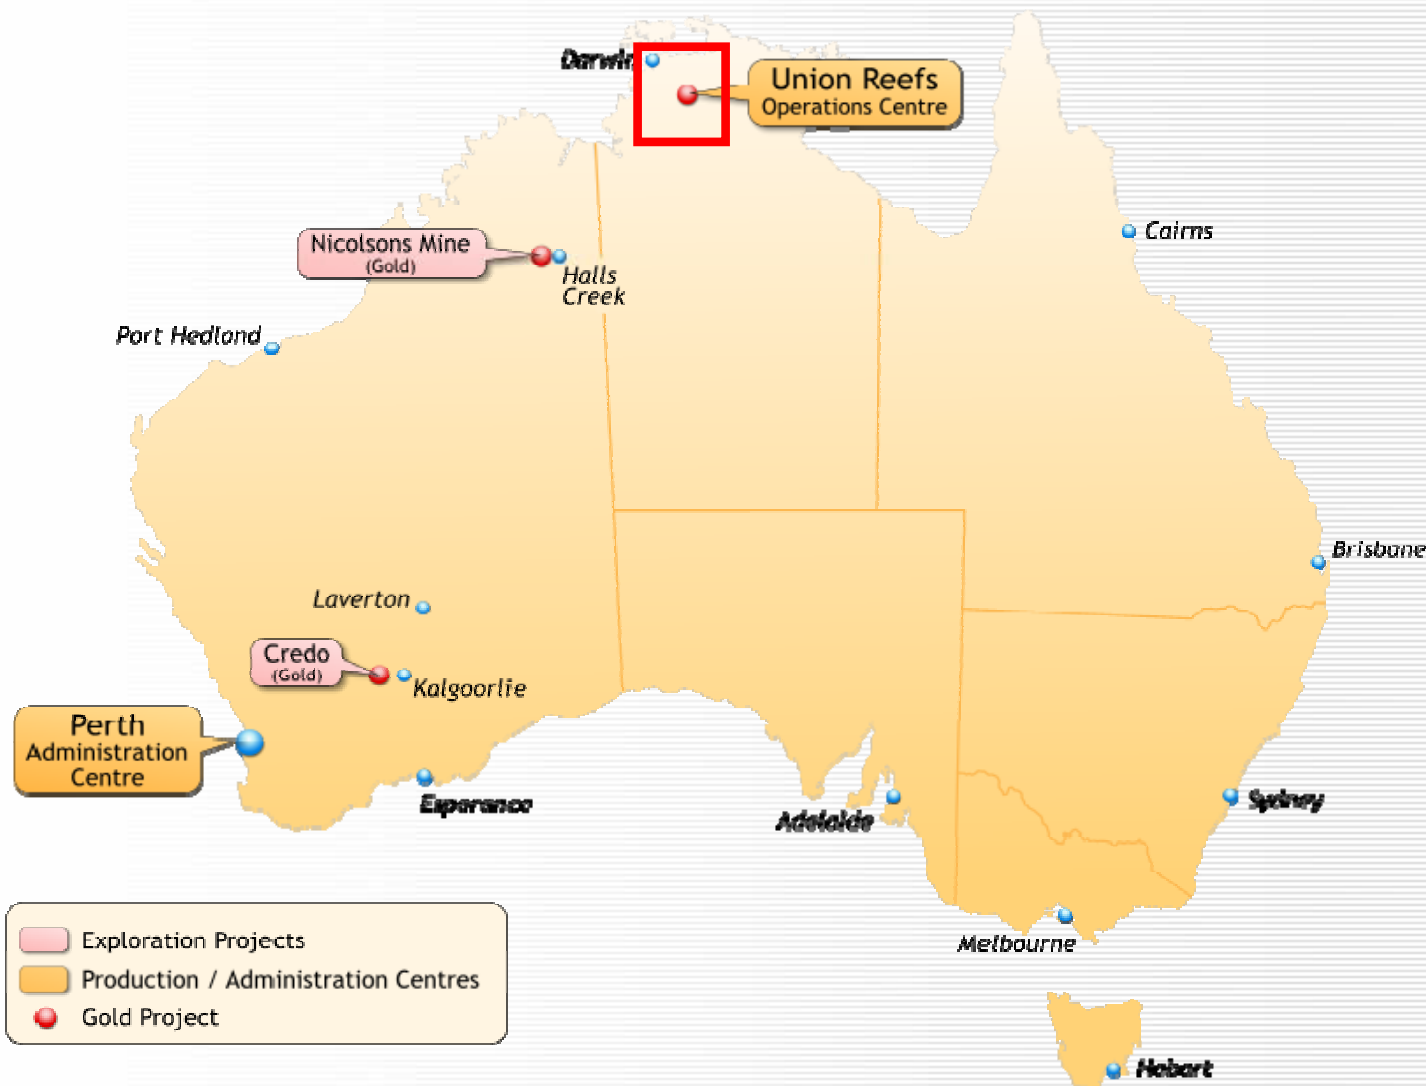 Darwin
Union Reefs
Operations Centre
Cairns
Nicolsons Mine
(Gold)
Halls
Creek
Port Hedland
Brisbane
Laverton
Credo
(Gold)
Kalgoorlie
Perth
Administration
Centre
Esperance
Adelaide
Sydney
Melbourne
Exploration Projects
Production / Administration Centres
Gold Project
Hobart